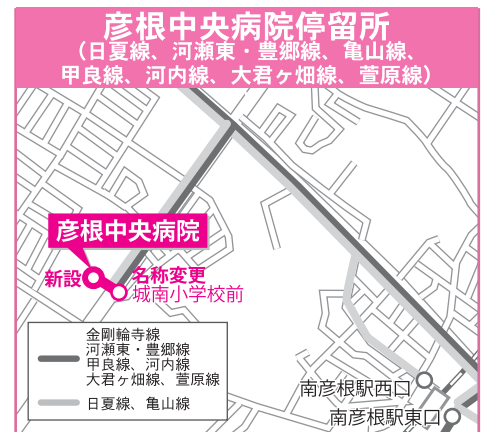 彦根中央病院停留所
(日夏線、河瀬東・豊郷線、亀山線、
甲良線、河内線、大君ヶ畑線、萱原線)
彦根中央病院
新設
名称変更
城南小学校前
金剛輪寺線
河瀬東・豊郷線
甲良線、河内線
大君ヶ畑線、萱原線
日夏線、亀山線
南彦根駅西口
南彦根駅東口